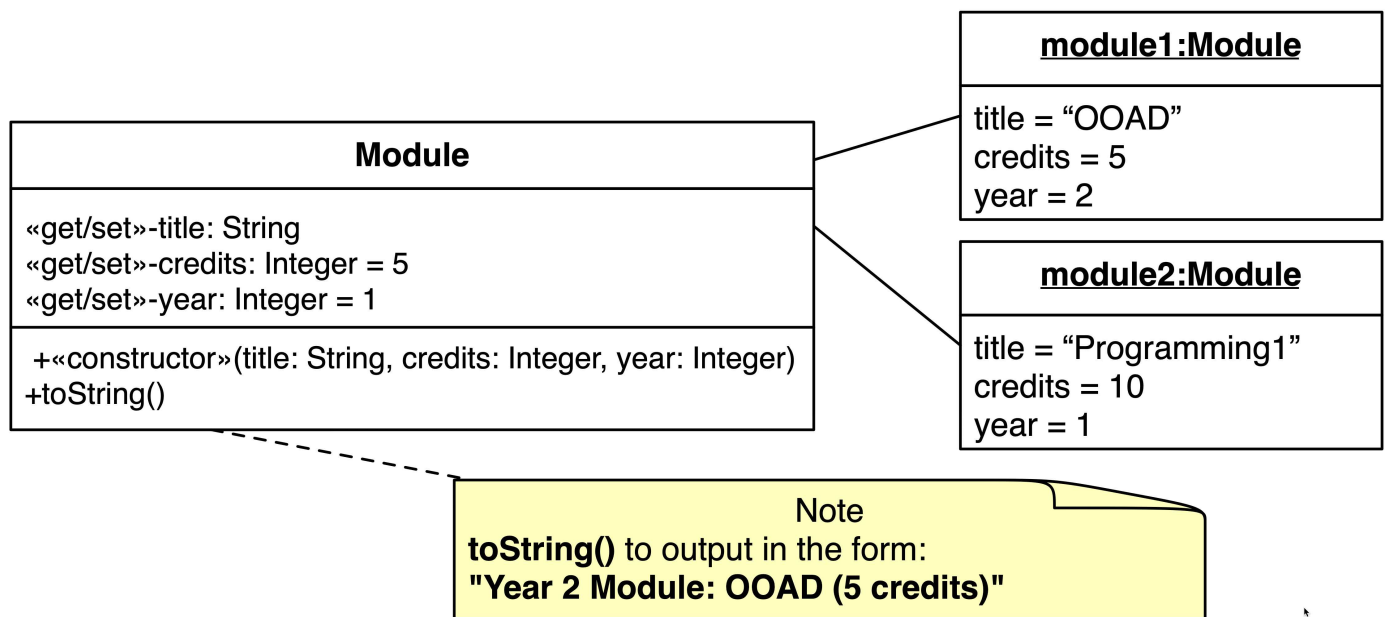 Module
«get/set»-title: String
«get/set»-credits: Integer = 5
«get/set»-year: Integer = 1
+«constructor»(title: String, credits: Integer, year: Integer)
+toString()
module1:Module
title = “OOAD”
credits = 5
year = 2
module2:Module
title = “Programming1”
credits = 10
year = 1
Note
toString() to output in the form:
"Year 2 Module: OOAD (5 credits)"